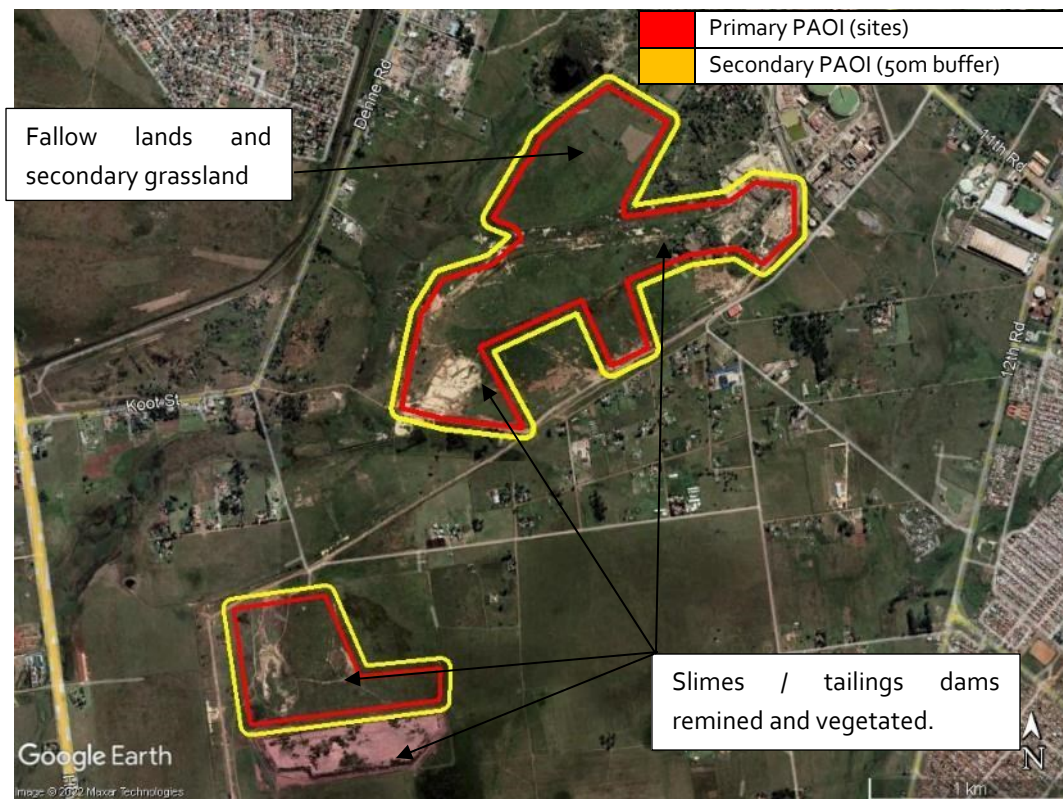 Primary PAOI (sites)
Secondary PAOI (50m buffer)
Fallow lands and
secondary grassland
Denne Rd
11th Rd
12th Rd
Koot St
Slimes / tailings dams
remined and vegetated.
Google Earth
Image © 2022 Maxar Technologies
N
1 km